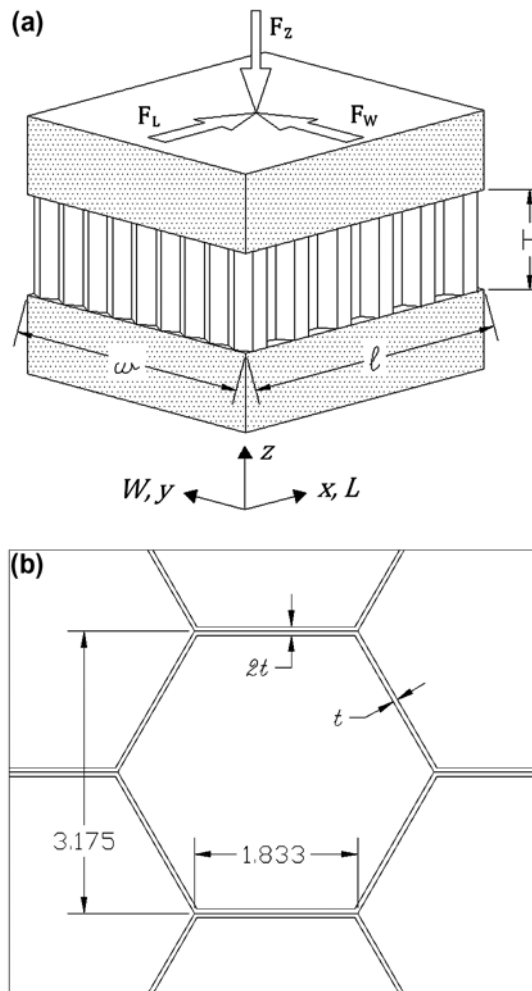 (a)
F_Z
F_L
F_W
T
w
ℓ
z
W, y
x, L
(b)
2t
t
3.175
1.833